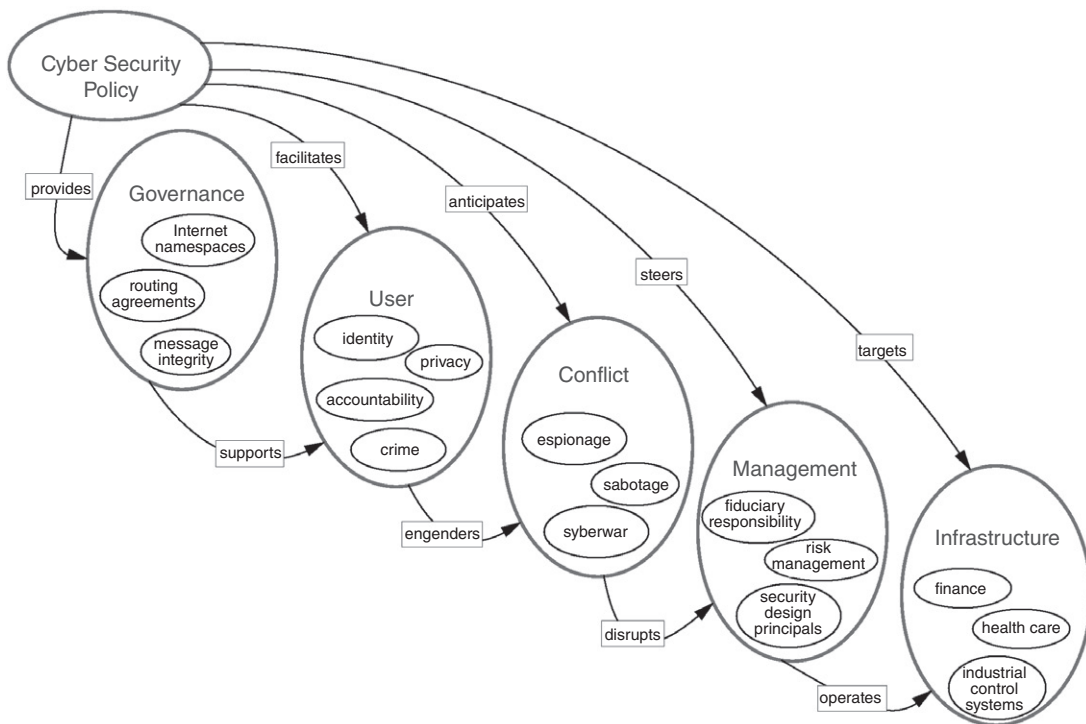 Cyber Security
Policy
provides
facilitates
anticipates
steers
targets
Governance
Internet
namespaces
routing
agreements
message
integrity
supports
User
identity
privacy
accountability
crime
engenders
Conflict
espionage
sabotage
syberwar
disrupts
Management
fiduciary
responsibility
risk
management
security
design
principals
operates
Infrastructure
finance
health care
industrial
control
systems